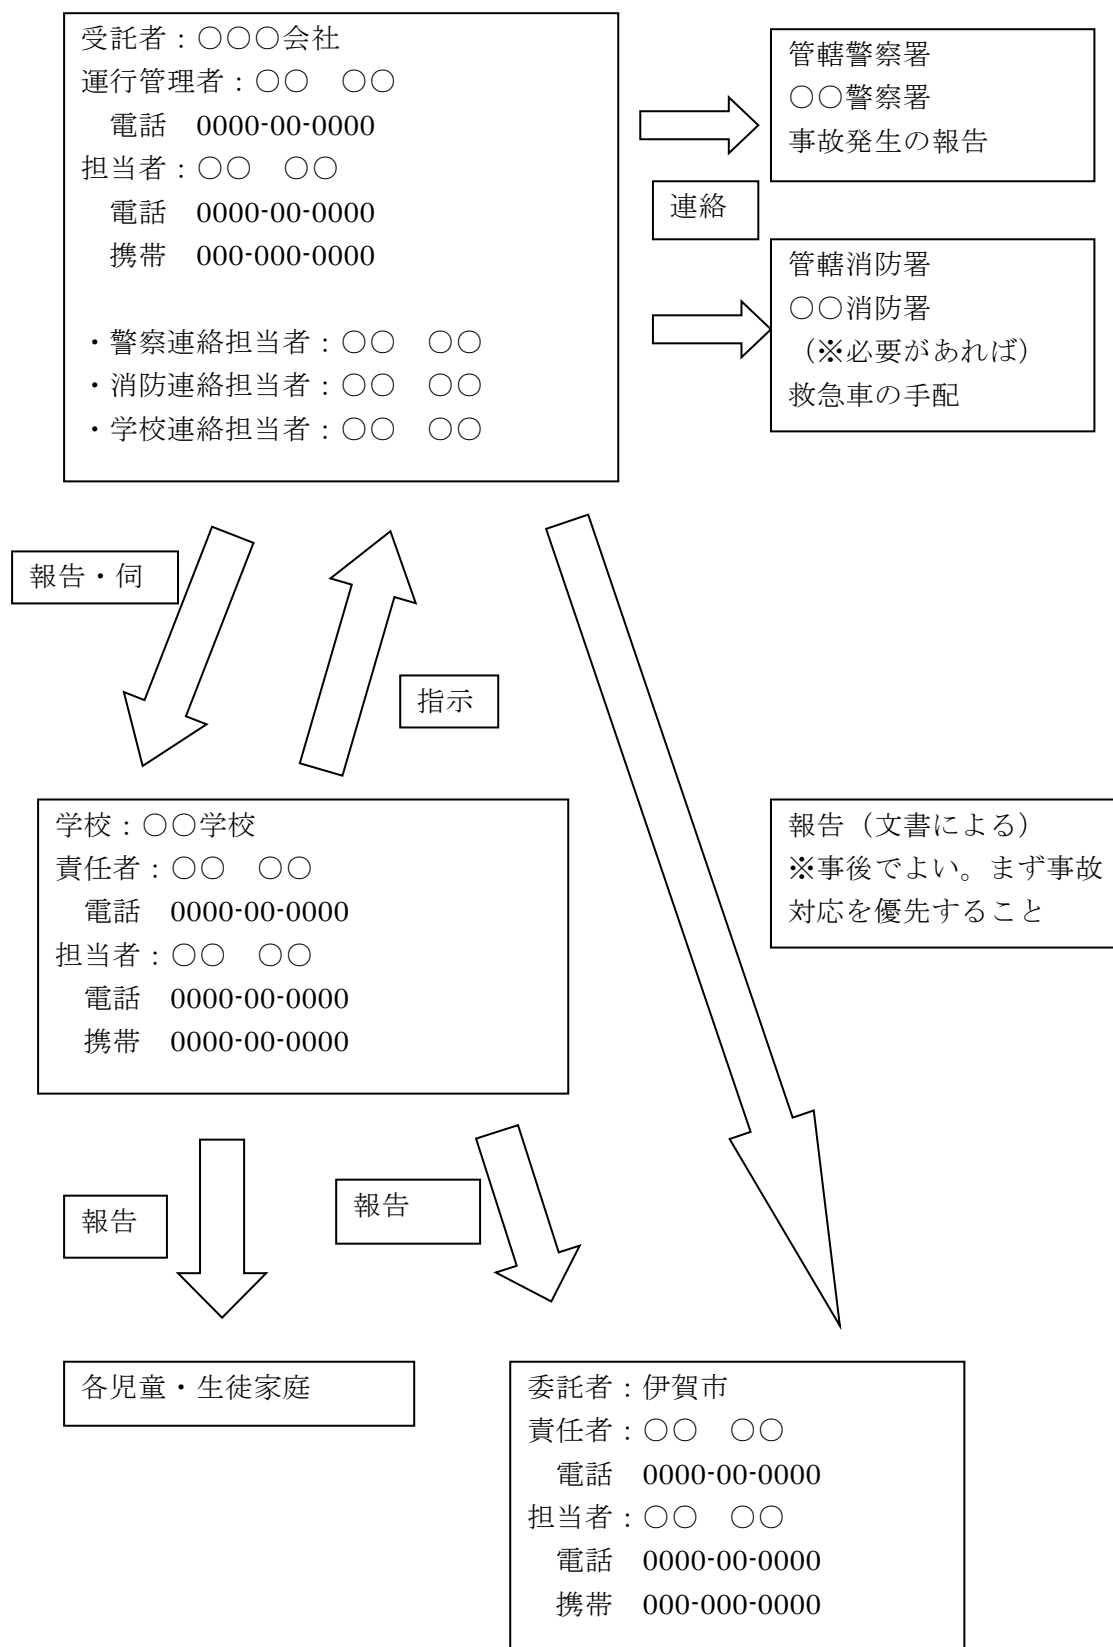 受託者：○○○会社
運行管理者：○○　○○
電話　0000-00-0000
担当者：○○　○○
電話　0000-00-0000
携帯　000-000-0000
・警察連絡担当者：○○　○○
・消防連絡担当者：○○　○○
・学校連絡担当者：○○　○○
管轄警察署
○○警察署
事故発生の報告
連絡
管轄消防署
○○消防署
（※必要があれば）
救急車の手配
報告・伺
指示
学校：○○学校
責任者：○○　○○
電話　0000-00-0000
担当者：○○　○○
電話　0000-00-0000
携帯　0000-00-0000
報告（文書による）
※事後でよい。まず事故
対応を優先すること
報告
報告
各児童・生徒家庭
委託者：伊賀市
責任者：○○　○○
電話　0000-00-0000
担当者：○○　○○
電話　0000-00-0000
携帯　000-000-0000